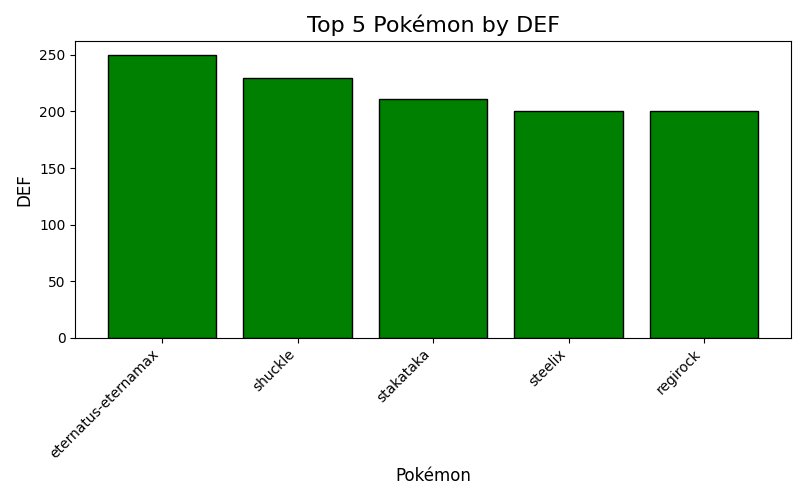 Top 5 Pokémon by DEF
DEF
250
200
150
100
50
0
eternatus-eternamax
shuckle
stakataka
steelix
regirock
Pokémon